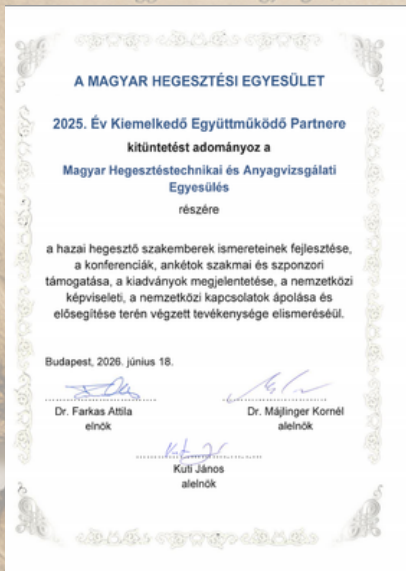 A MAGYAR HEGESZTÉSI EGYESÜLET
2025. Év Kiemelkedő Együttműködő Partnere
kitüntetést adományoz a
Magyar Hegesztéstechnikai és Anyagvizsgálati
Egyesülés
részére
a hazai hegesztő szakemberek ismereteinek fejlesztése,
a konferenciák, ankétok szakmai és szponzori
támogatása, a kiadványok megjelentetése, a nemzetközi
képviseleti, a nemzetközi kapcsolatok ápolása és
elősegítése terén végzett tevékenysége elismeréséül.
Budapest, 2026. június 18.
Dr. Farkas Attila
elnök
Dr. Májlinger Kornél
alelnök
Kuti János
alelnök